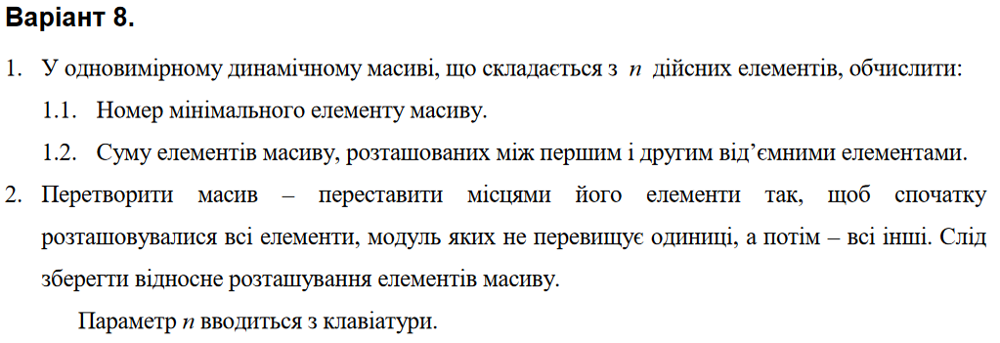 Варіант 8.
1. У одновимірному динамічному масиві, що складається з n дійсних елементів, обчислити:
1.1. Номер мінімального елементу масиву.
1.2. Суму елементів масиву, розташованих між першим і другим від’ємними елементами.
2. Перетворити масив – переставити місцями його елементи так, щоб спочатку
розташовувалися всі елементи, модуль яких не перевищує одиниці, а потім – всі інші. Слід
зберегти відносне розташування елементів масиву.
Параметр n вводиться з клавіатури.